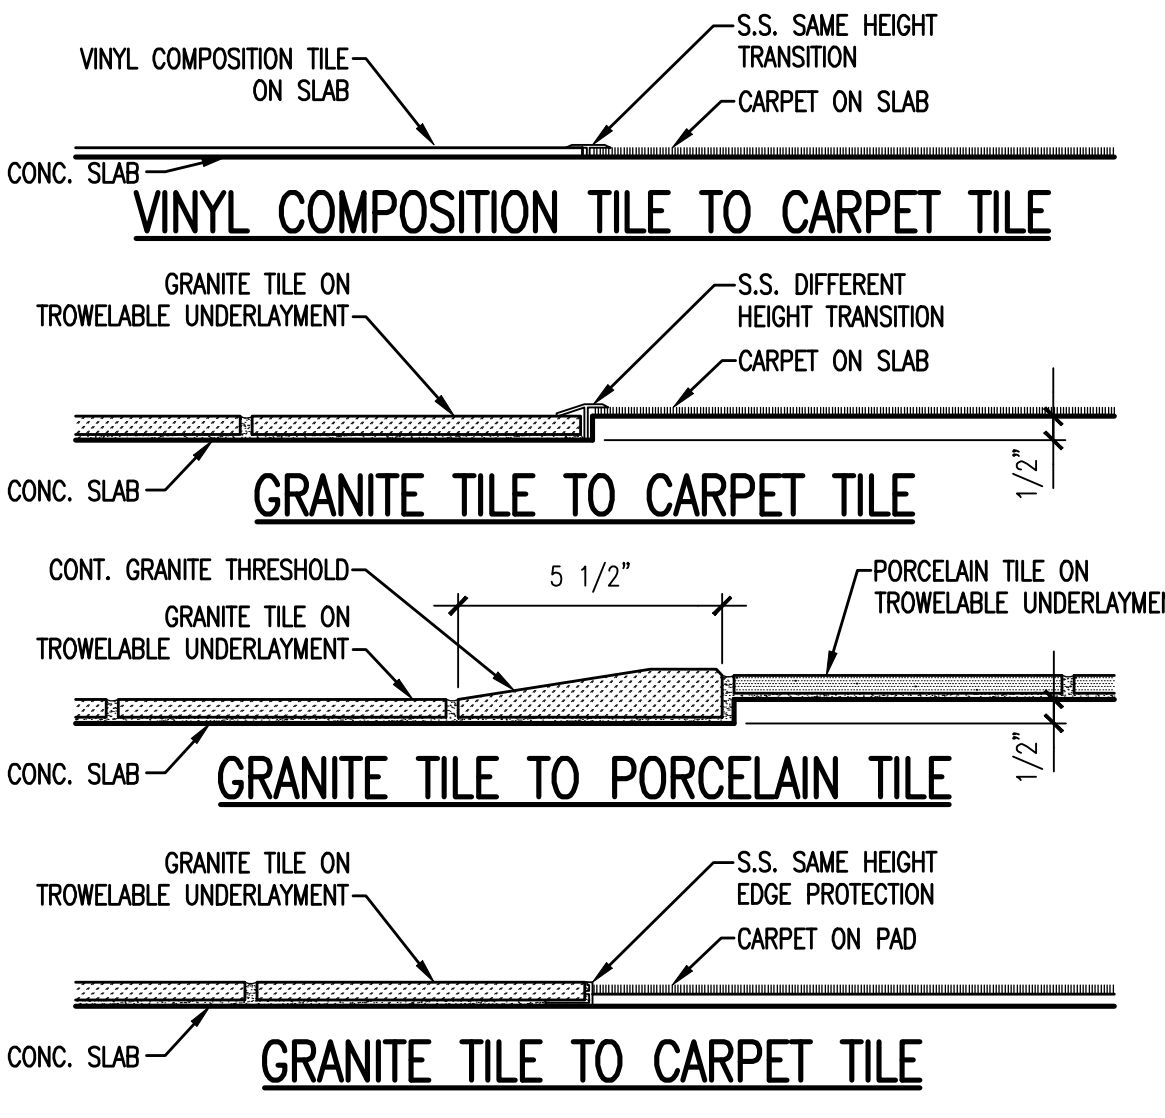 VINYL COMPOSITION TILE
ON SLAB
S.S. SAME HEIGHT
TRANSITION
CARPET ON SLAB
CONC. SLAB
VINYL COMPOSITION TILE TO CARPET TILE
GRANITE TILE ON
TROWELABLE UNDERLAYMENT
S.S. DIFFERENT
HEIGHT TRANSITION
CARPET ON SLAB
CONC. SLAB
1/2"
GRANITE TILE TO CARPET TILE
CONT. GRANITE THRESHOLD
5 1/2"
PORCELAIN TILE ON
TROWELABLE
GRANITE TILE ON
TROWELABLE UNDERLAYMENT
CONC. SLAB
1/2"
GRANITE TILE TO PORCELAIN TILE
GRANITE TILE ON
TROWELABLE UNDERLAYMENT
S.S. SAME HEIGHT
EDGE PROTECTION
CARPET ON PAD
CONC. SLAB
GRANITE TILE TO CARPET TILE